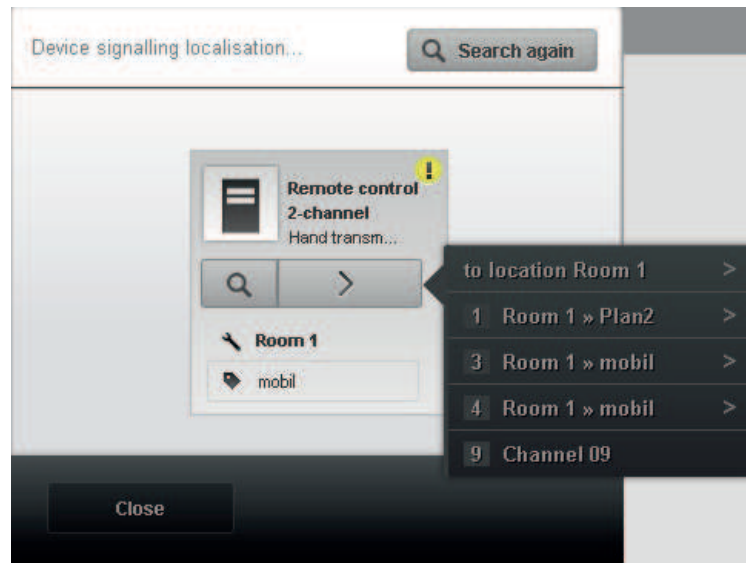 Device signalling localisation...
Search again
Remote control
2-channel
Hand transm...
Room 1
mobil
to location Room 1 >
1 Room 1 » Plan2 >
3 Room 1 » mobil >
4 Room 1 » mobil >
9 Channel 09
Close